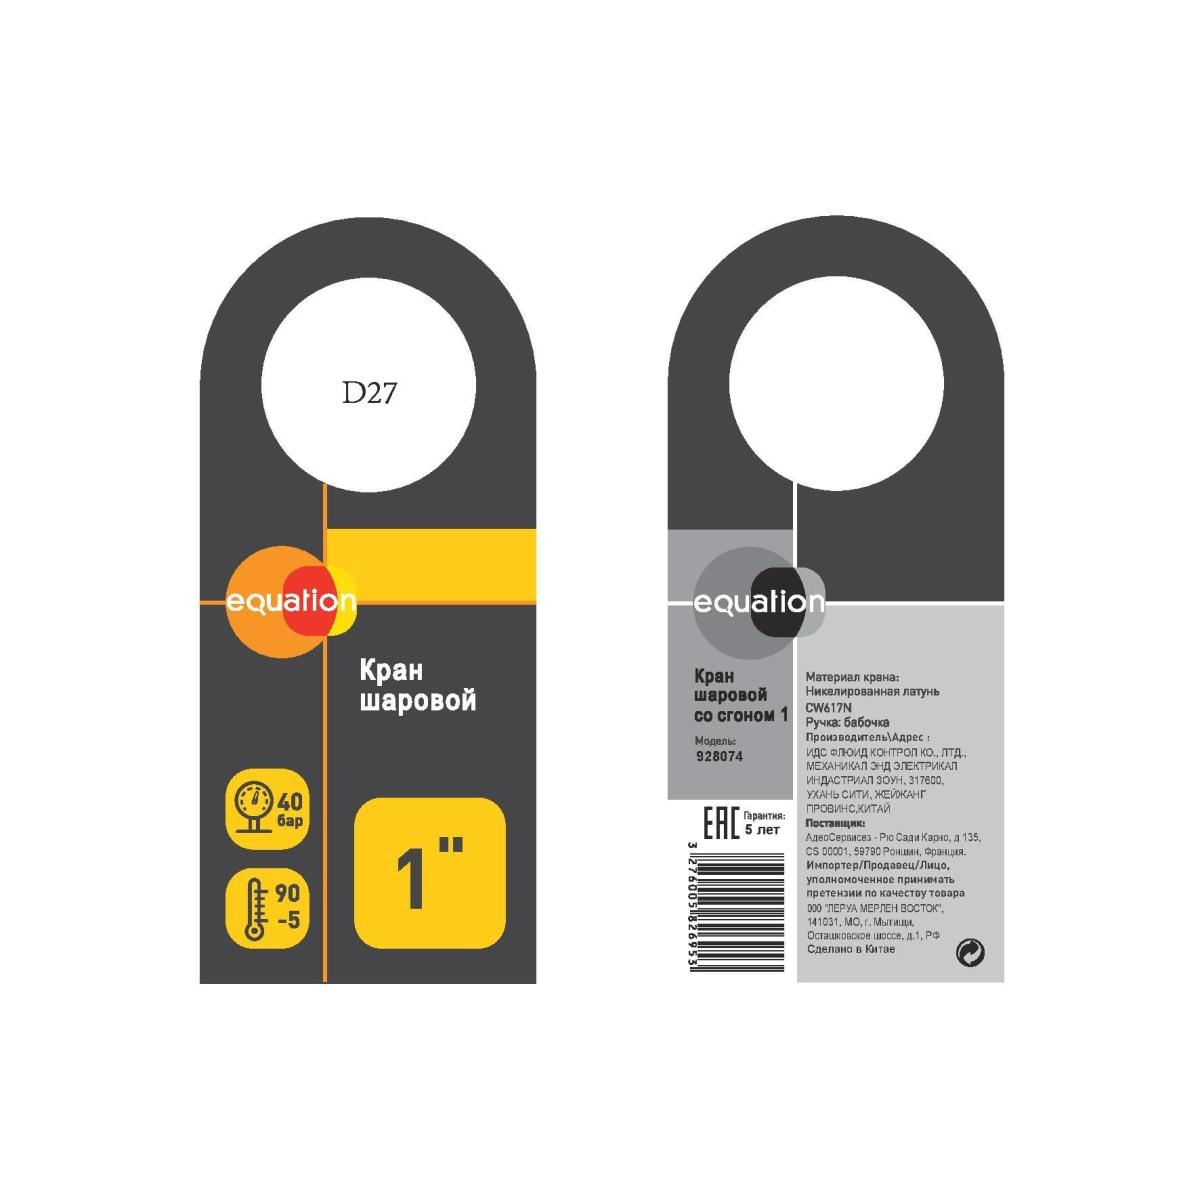 D27
equation
Кран
шаровой
40
бар
90
-5
1"
equation
Кран
шаровой
со сгоном 1
Модель:
928074
EAC
Гарантия:
5 лет
3276005826953
Материал крана:
Никелированная латунь
CW617N
Ручка: бабочка
Производитель\Адрес :
ИДС ФЛЮИД КОНТРОЛ КО., ЛТД.,
МЕХАНИКАЛ ЭНД ЭЛЕКТРИКАЛ
ИНДАСТРИАЛ ЗОУН, 317600,
УХАНЬ СИТИ, ЖЕЙЖАНГ
ПРОВИНС,КИТАЙ
Поставщик:
АдеоСервисез - Рю Сади Карно, д 135,
CS 00001, 59790 Роншин, Франция.
Импортер/Продавец/Лицо,
уполномоченное принимать
претензии по качеству товара
ООО "ЛЕРУА МЕРЛЕН ВОСТОК",
141031, МО, г. Мытищи,
Осташковское шоссе, д.1, РФ
Сделано в Китае